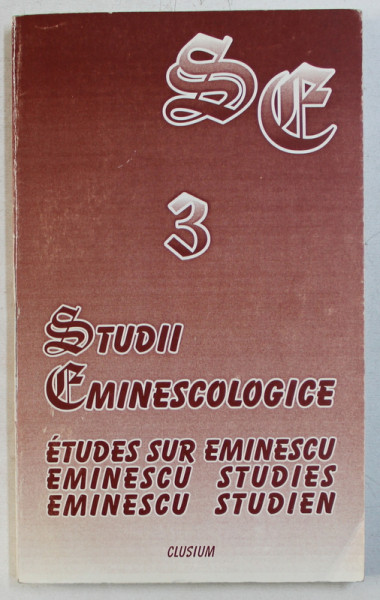 SE
3
Studii
Eminescologice
ÉTUDES SUR EMINESCU
EMINESCU STUDIES
EMINESCU STUDIEN
CLUSIUM